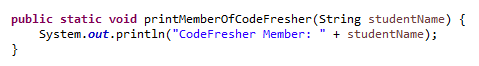 public static void printMemberOfCodeFresher(String studentName) {
    System.out.println("CodeFresher Member: " + studentName);
}